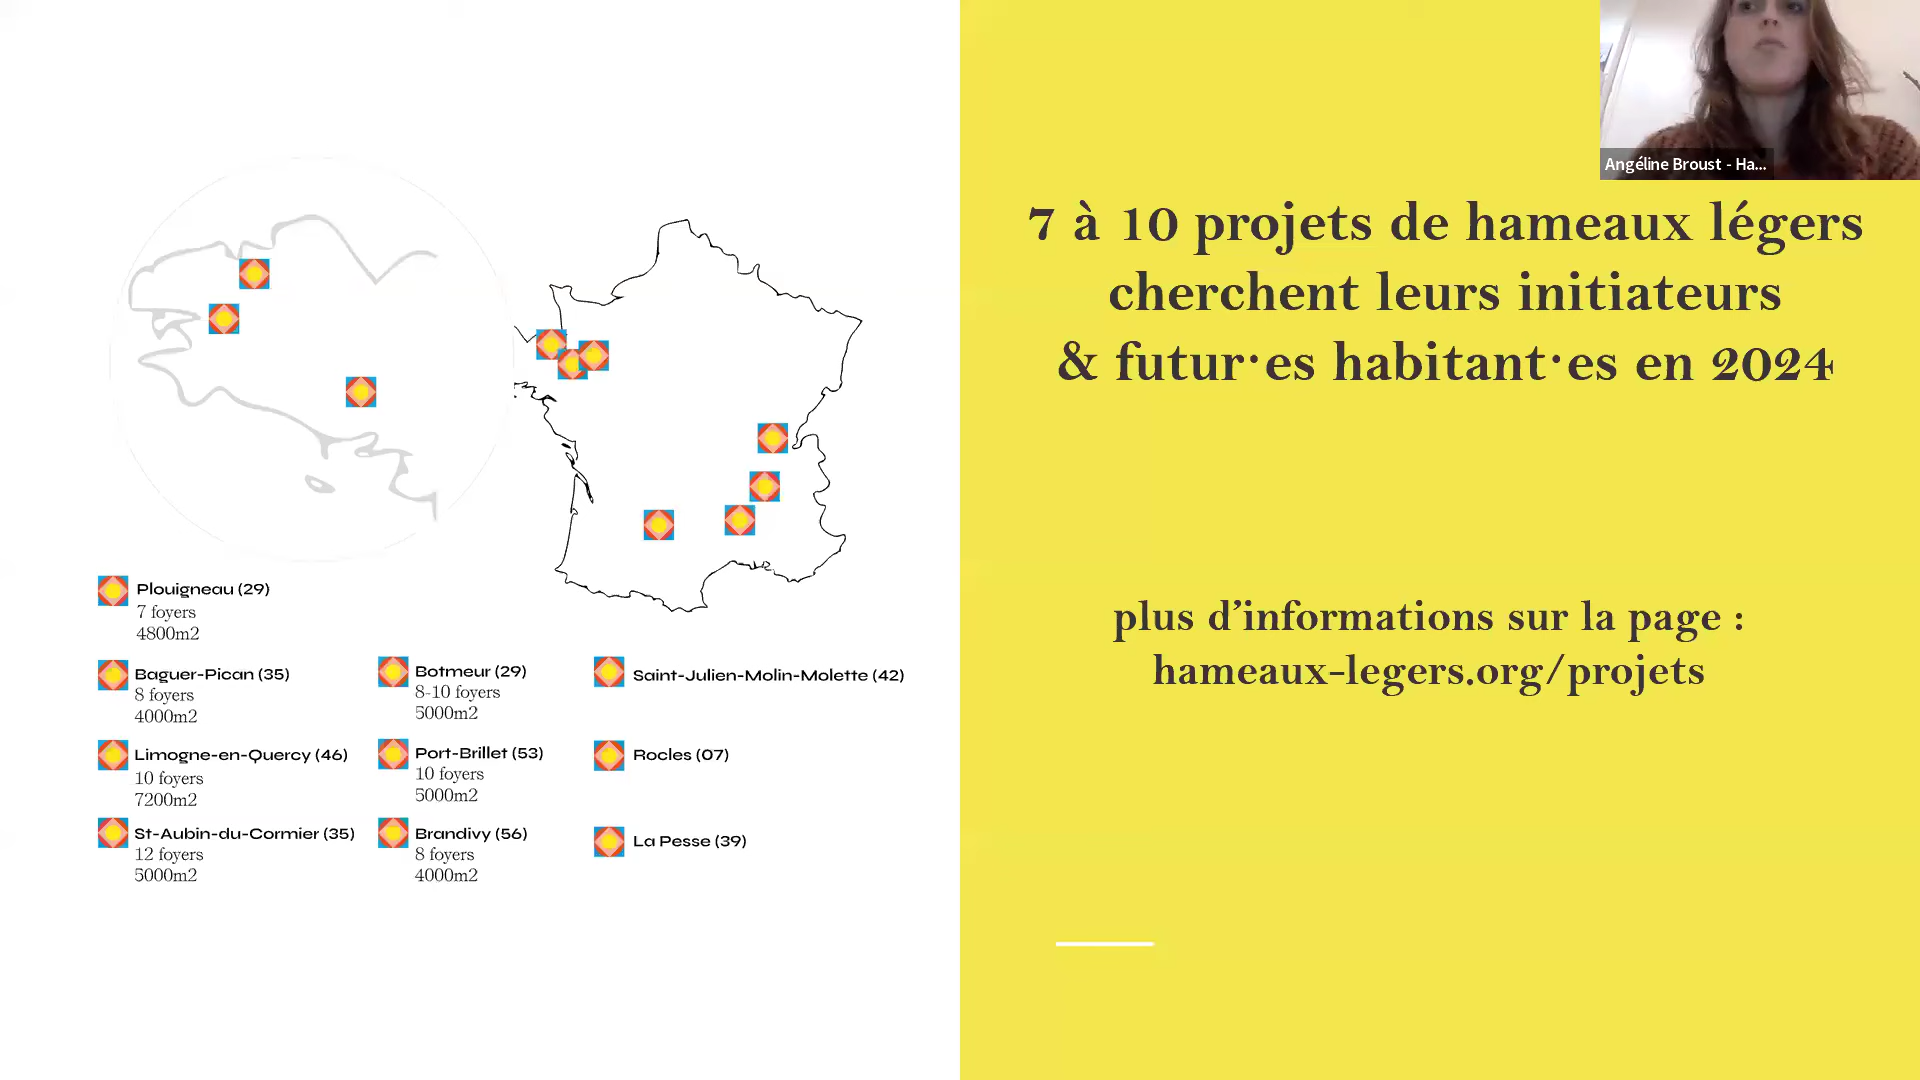 Angéline Broust - Ha...
7 à 10 projets de hameaux légers
cherchent leurs initiateurs
& futur·es habitant·es en 2024
plus d’informations sur la page :
hameaux-legers.org/projets
Plouigneau (29)
7 foyers
4800m2
Baguer-Pican (35)
8 foyers
4000m2
Limogne-en-Quercy (46)
10 foyers
7200m2
St-Aubin-du-Cormier (35)
12 foyers
5000m2
Botmeur (29)
8-10 foyers
5000m2
Port-Brillet (53)
10 foyers
5000m2
Brandivy (56)
8 foyers
4000m2
Saint-Julien-Molin-Molette (42)
Rocles (07)
La Pesse (39)